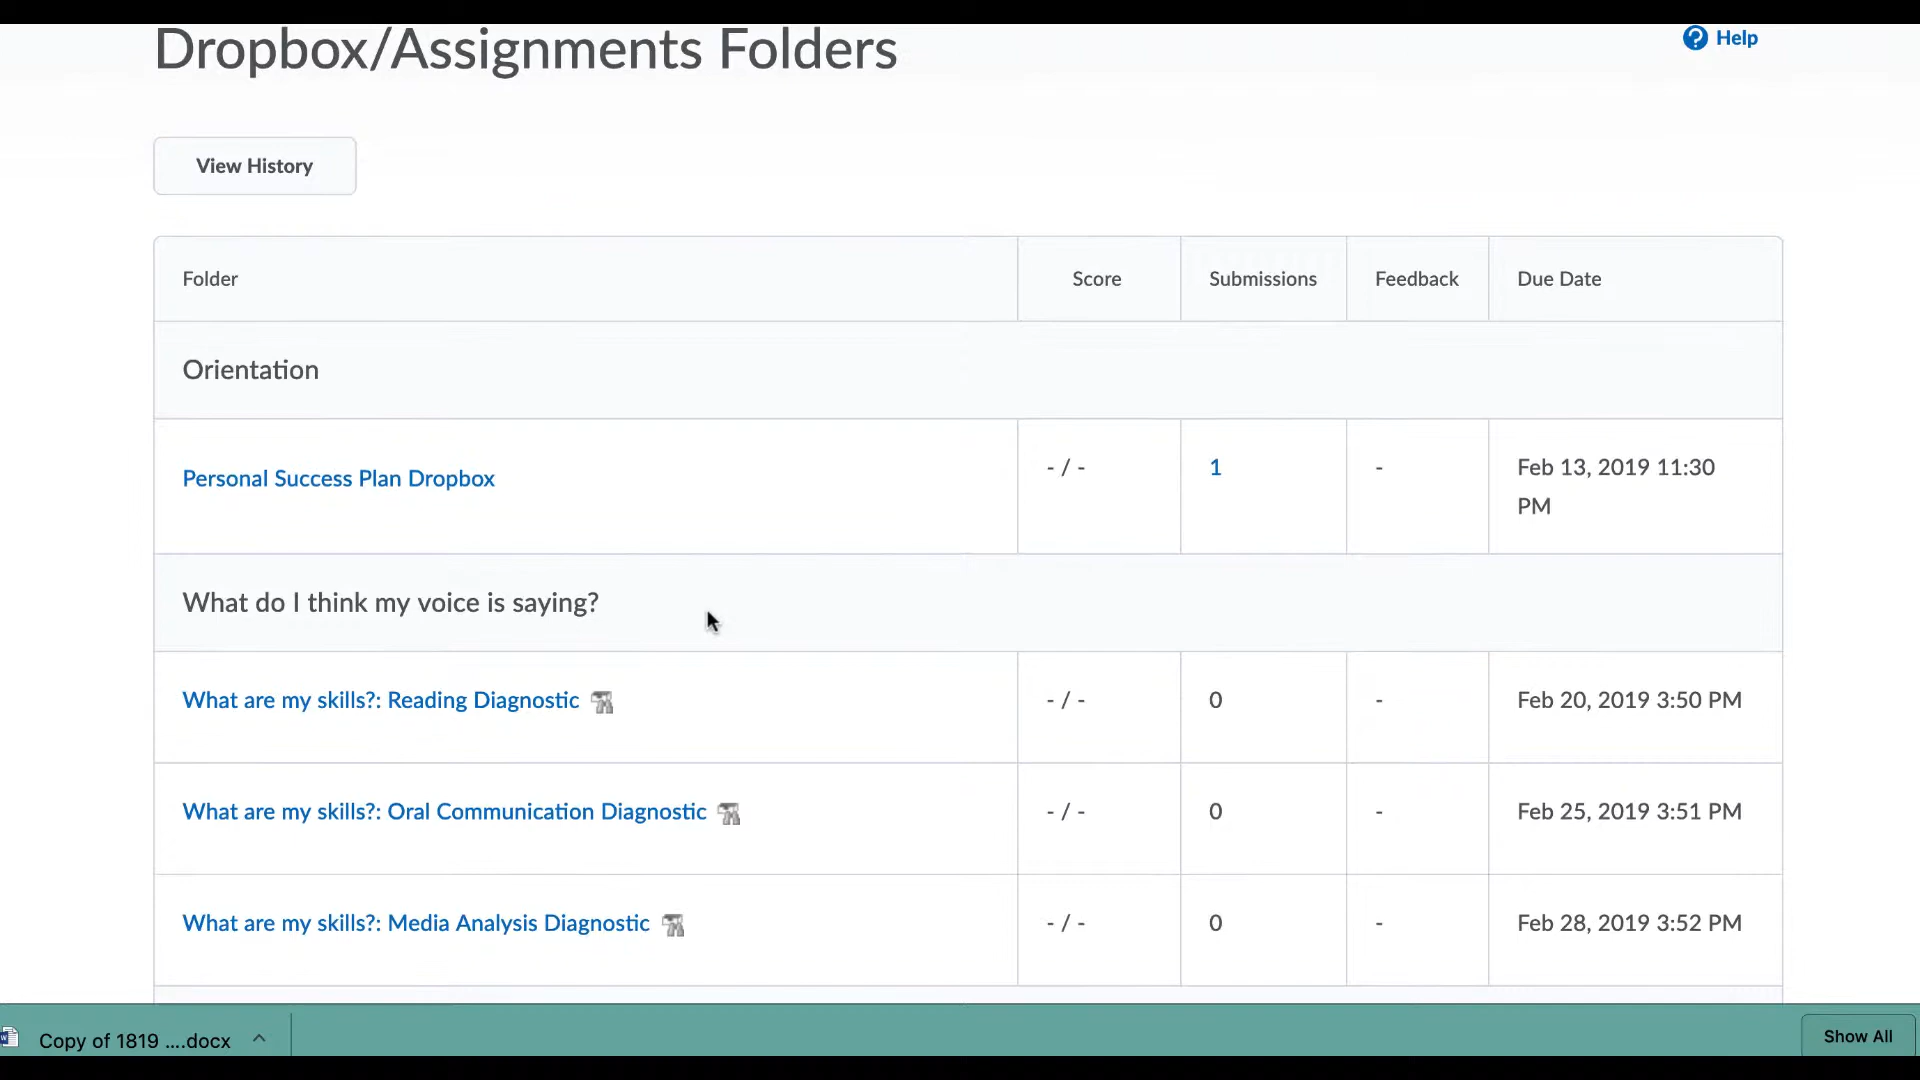 Dropbox/Assignments Folders
Help
View History
Folder Score Submissions Feedback Due Date
Orientation
Personal Success Plan Dropbox - / - 1 - Feb 13, 2019 11:30
PM
What do I think my voice is saying?
What are my skills?: Reading Diagnostic - / - 0 - Feb 20, 2019 3:50 PM
What are my skills?: Oral Communication Diagnostic - / - 0 - Feb 25, 2019 3:51 PM
What are my skills?: Media Analysis Diagnostic - / - 0 - Feb 28, 2019 3:52 PM
Copy of 1819 ....docx
Show All